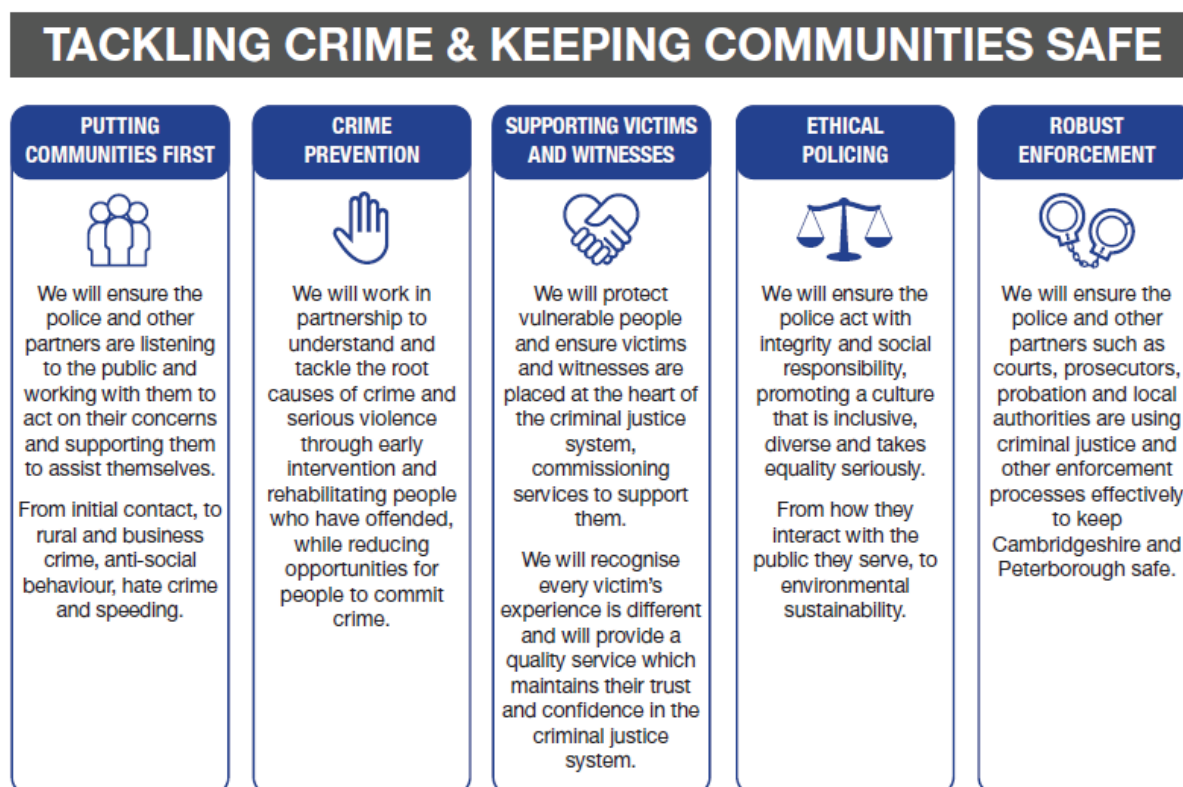 TACKLING CRIME & KEEPING COMMUNITIES SAFE
PUTTING
COMMUNITIES FIRST
We will ensure the
police and other
partners are listening
to the public and
working with them to
act on their concerns
and supporting them
to assist themselves.
From initial contact, to
rural and business
crime, anti-social
behaviour, hate crime
and speeding.
CRIME
PREVENTION
We will work in
partnership to
understand and
tackle the root
causes of crime and
serious violence
through early
intervention and
rehabilitating people
who have offended,
while reducing
opportunities for
people to commit
crime.
SUPPORTING VICTIMS
AND WITNESSES
We will protect
vulnerable people
and ensure victims
and witnesses are
placed at the heart of
the criminal justice
system,
commissioning
services to support
them.
We will recognise
every victim's
experience is different
and will provide a
quality service which
maintains their trust
and confidence in the
criminal justice
system.
ETHICAL
POLICING
We will ensure the
police act with
integrity and social
responsibility,
promoting a culture
that is inclusive,
diverse and takes
equality seriously.
From how they
interact with the
public they serve, to
environmental
sustainability.
ROBUST
ENFORCEMENT
We will ensure the
police and other
partners such as
courts, prosecutors,
probation and local
authorities are using
criminal justice and
other enforcement
processes effectively
to keep
Cambridgeshire and
Peterborough safe.